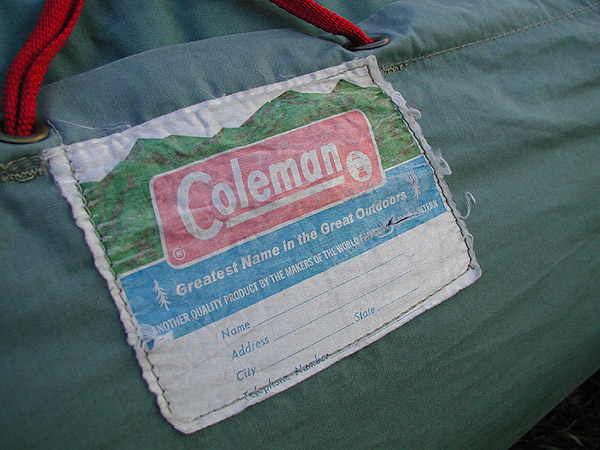 Coleman
®
Greatest Name in the Great Outdoors
ANOTHER QUALITY PRODUCT BY THE MAKERS OF THE WORLD
Name
Address
City State
Telephone Number